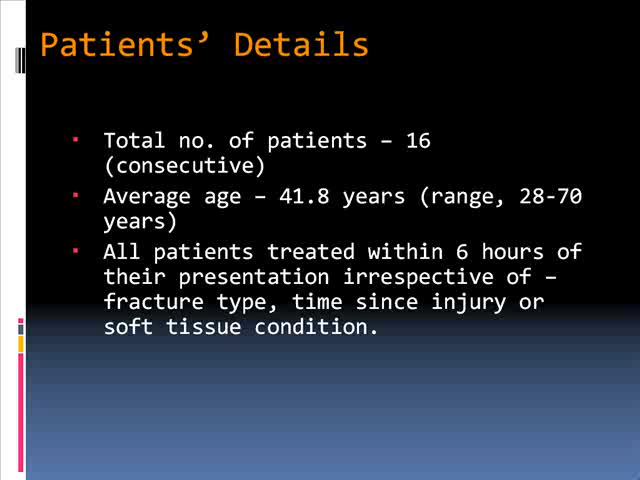 Patients’ Details
▪ Total no. of patients – 16
(consecutive)
▪ Average age – 41.8 years (range, 28-70
years)
▪ All patients treated within 6 hours of
their presentation irrespective of –
fracture type, time since injury or
soft tissue condition.